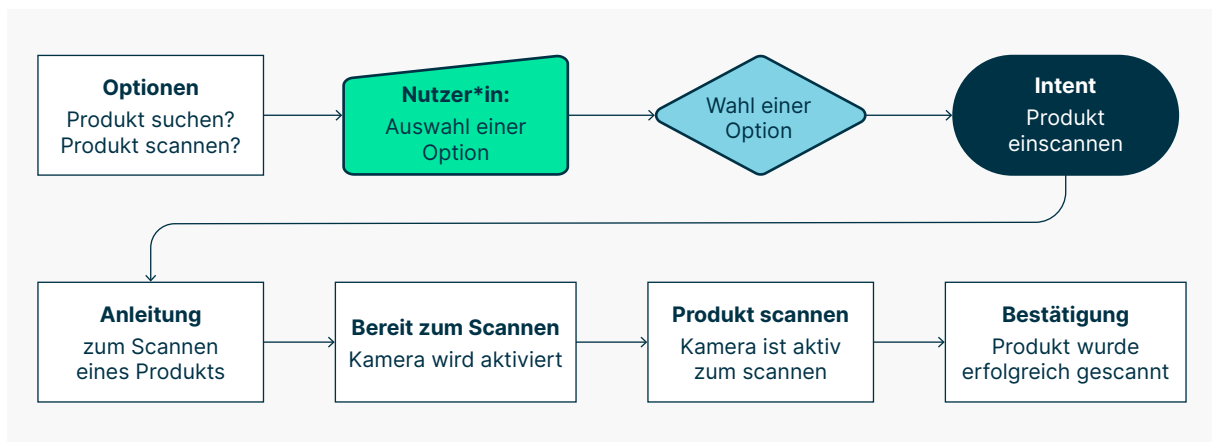 Optionen
Produkt suchen?
Produkt scannen?
Nutzer*in:
Auswahl einer
Option
Wahl einer
Option
Intent
Produkt
einscannen
Anleitung
zum Scannen
eines Produkts
Bereit zum Scannen
Kamera wird aktiviert
Produkt scannen
Kamera ist aktiv
zum scannen
Bestätigung
Produkt wurde
erfolgreich gescannt